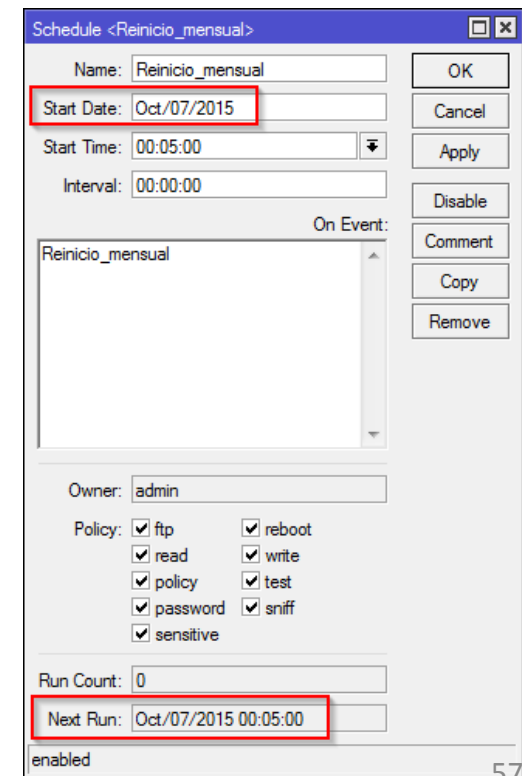 Schedule <Reinicio_mensual>
Name: Reinicio_mensual
OK
Start Date: Oct/07/2015
Cancel
Start Time: 00:05:00
Apply
Interval: 00:00:00
Disable
On Event:
Comment
Reinicio_mensual
Copy
Remove
Owner: admin
Policy: ftp reboot
read write
policy test
password sniff
sensitive
Run Count: 0
Next Run: Oct/07/2015 00:05:00
enabled
57